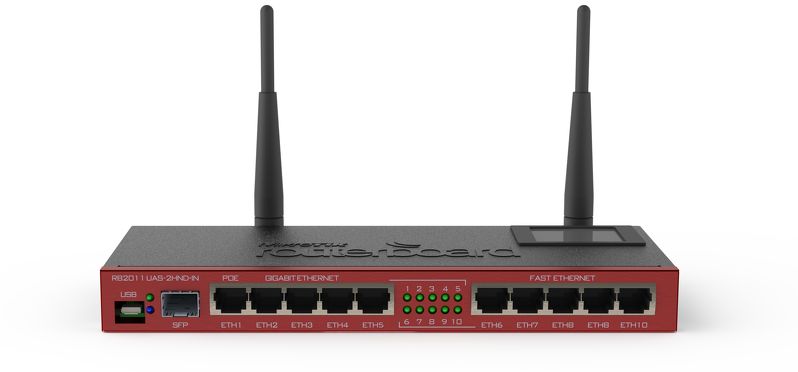 MikroTik
routerboard
RB2011UAS-2HND-IN
POE
GIGABIT ETHERNET
1 2 3 4 5
FAST ETHERNET
USB
6 7 8 9 10
SFP
ETH1
ETH2
ETH3
ETH4
ETH5
ETH6
ETH7
ETH8
ETH8
ETH10